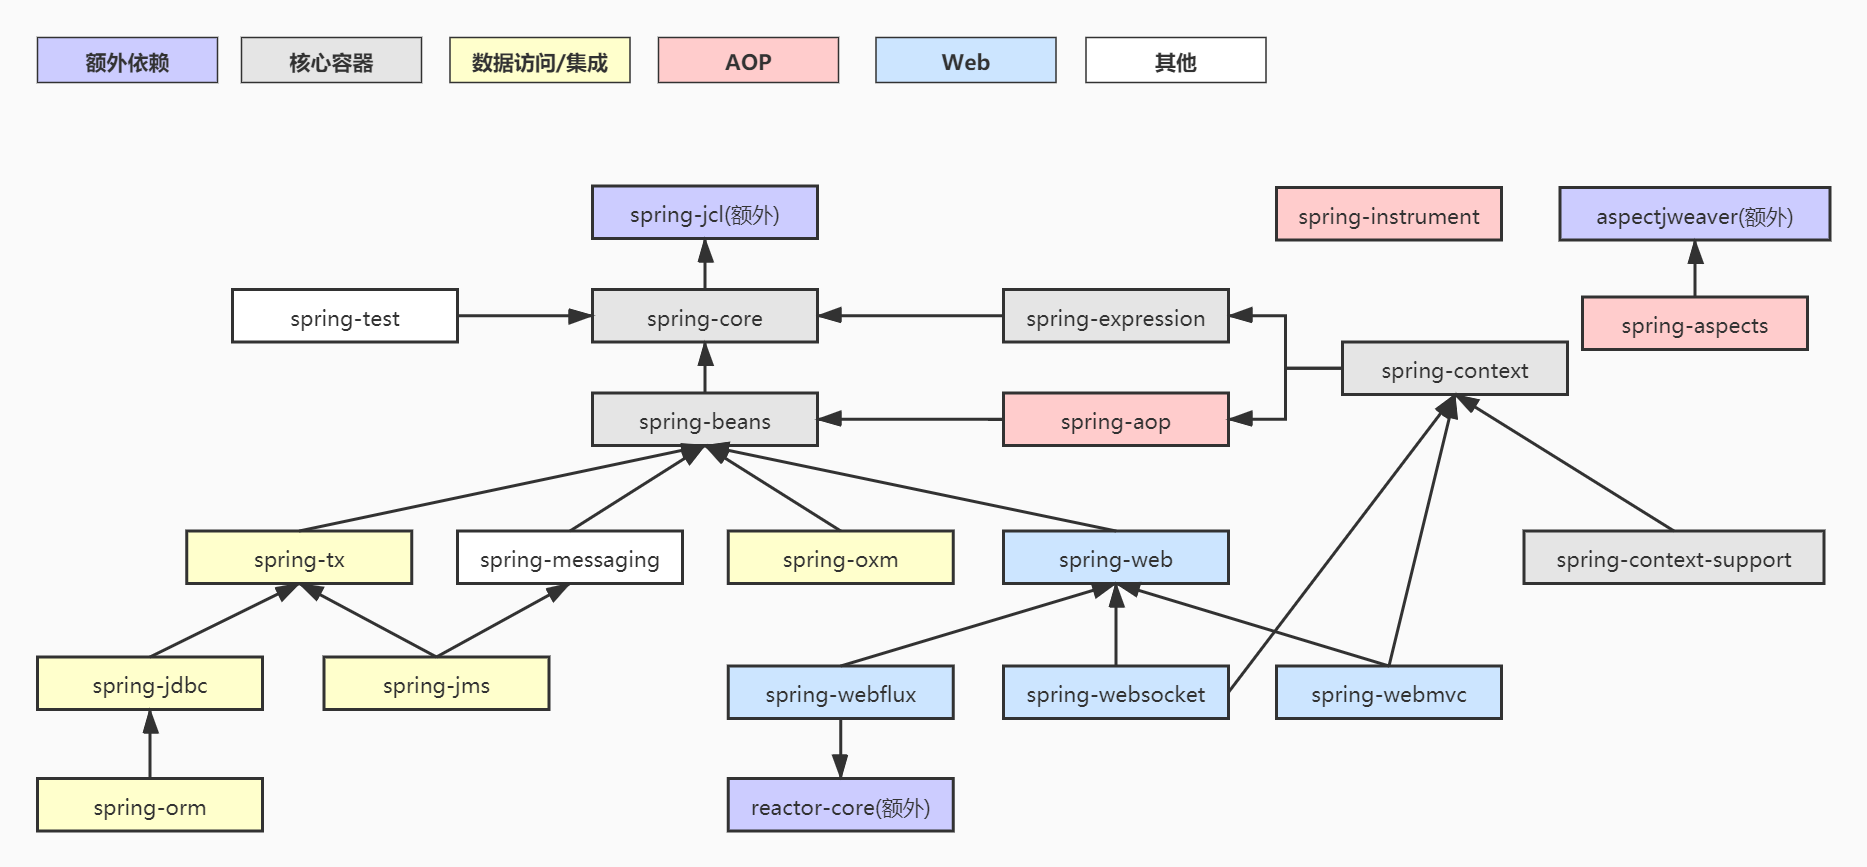 额外依赖
核心容器
数据访问/集成
AOP
Web
其他
spring-jcl(额外)
spring-instrument
aspectjweaver(额外)
spring-test
spring-core
spring-expression
spring-aspects
spring-context
spring-beans
spring-aop
spring-tx
spring-messaging
spring-oxm
spring-web
spring-context-support
spring-jdbc
spring-jms
spring-webflux
spring-websocket
spring-webmvc
spring-orm
reactor-core(额外)